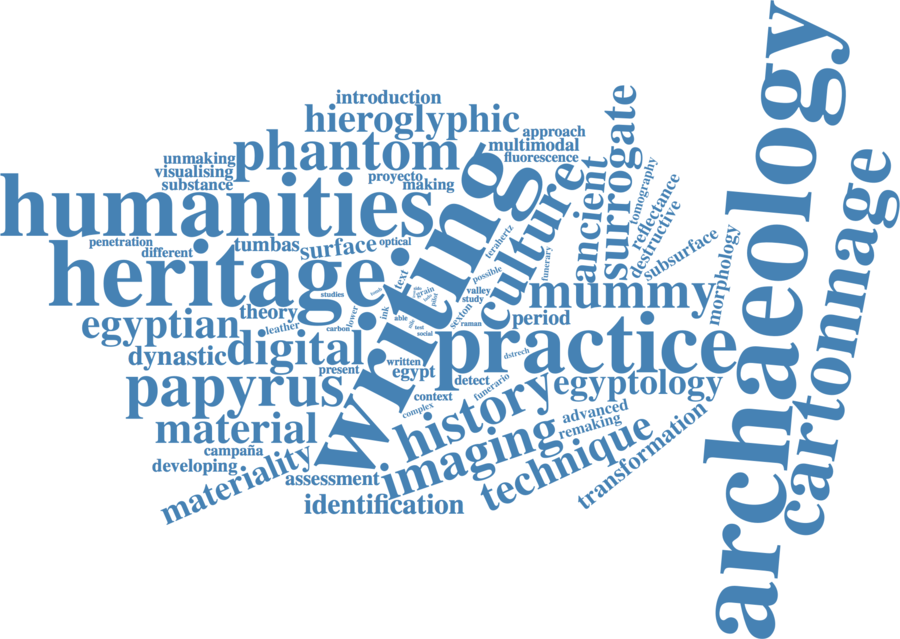 introduction
hieroglyphic
approach
multimodal
fluorescence
phantom
unmaking
visualising
substance
proyecto
making
humanities
penetration
different
tumbas
surface
optical
heritage
writing
culture
ancient
surrogate
tomography
reflectance
destructive
subsurface
morphology
archaeology
cartonnage
terahertz
possible
funerary
text
studies
tomb
grain
valley
study
mummy
egyptian
theory
leather
tower
ink
able
carbon
test
social
sexton
raman
period
practice
dynastic
digital
present
written
egypt
detect
dstrech
papyrus
context
complex
funerario
history
egyptology
material
campaña
developing
materiality
assessment
imaging
identification
technique
advanced
remaking
transformation